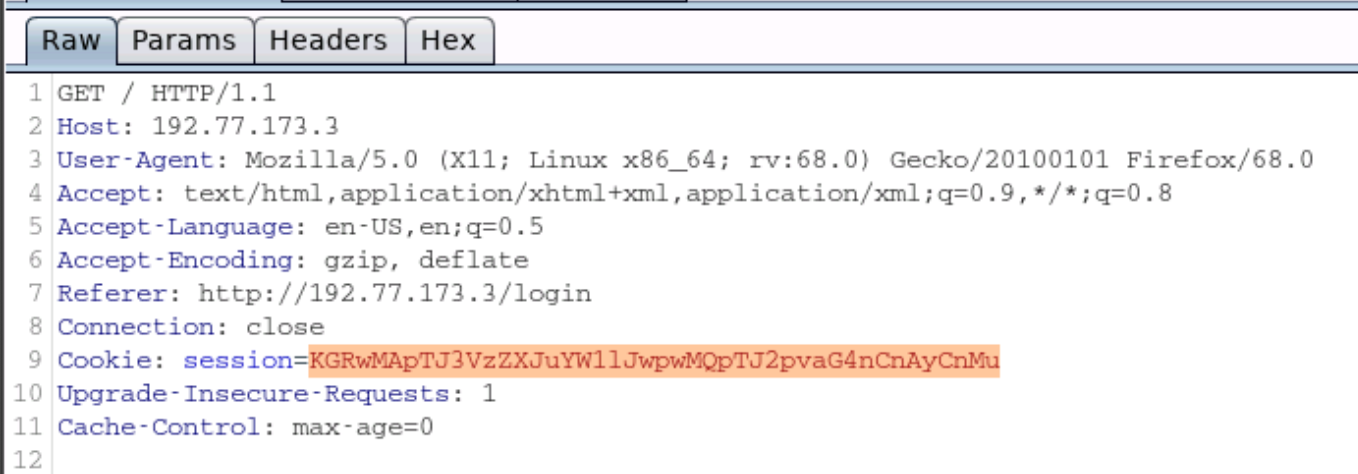 Raw Params Headers Hex
1 GET / HTTP/1.1
2 Host: 192.77.173.3
3 User-Agent: Mozilla/5.0 (X11; Linux x86_64; rv:68.0) Gecko/20100101 Firefox/68.0
4 Accept: text/html,application/xhtml+xml,application/xml;q=0.9,*/*;q=0.8
5 Accept-Language: en-US,en;q=0.5
6 Accept-Encoding: gzip, deflate
7 Referer: http://192.77.173.3/login
8 Connection: close
9 Cookie: session=KGRwMApTJ3VzZXJuYW1lJwpwMQpTJ2pvaG4nCnAyCnMu
10 Upgrade-Insecure-Requests: 1
11 Cache-Control: max-age=0
12